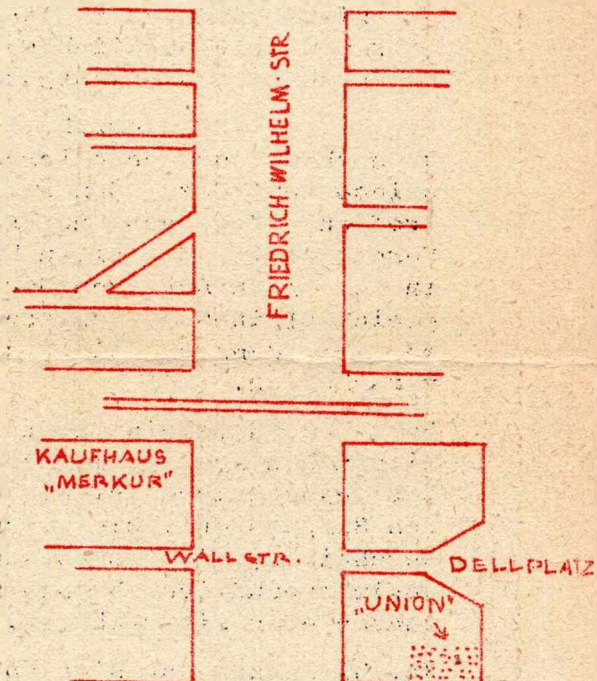 FRIEDRICH-WILHELM-STR
KAUFHAUS
„MERKUR"
WALLSTR.
DELLPLATZ
„UNION"